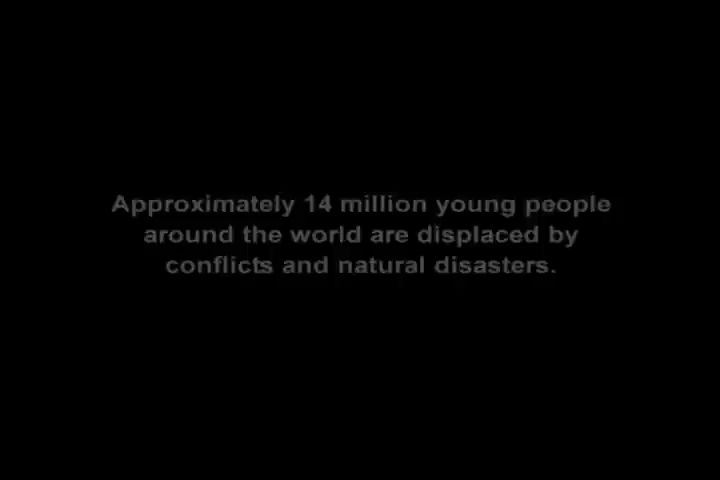 Approximately 14 million young people
around the world are displaced by
conflicts and natural disasters.